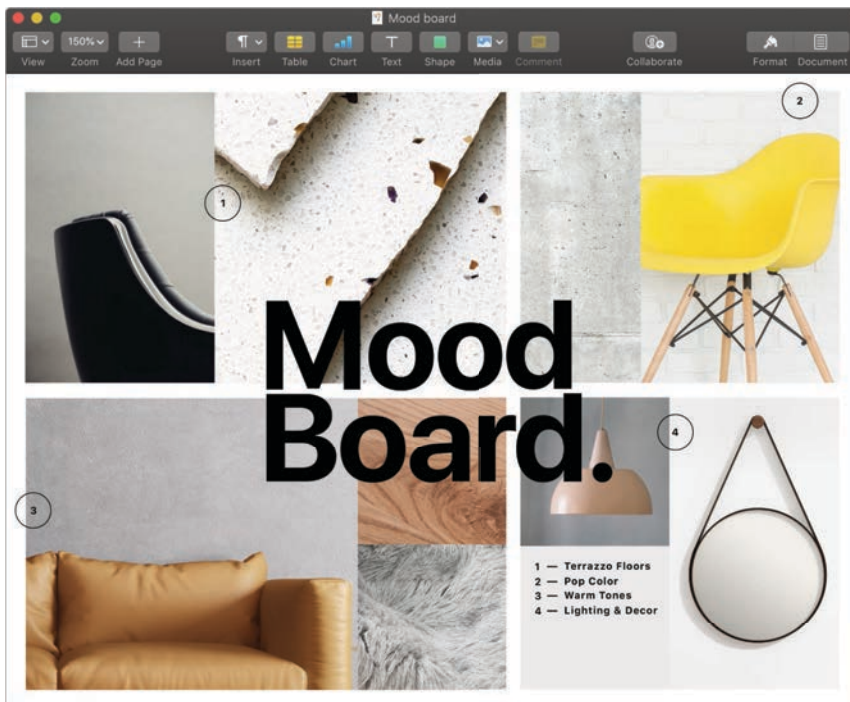 Mood board
150%
View
Zoom
Add Page
Insert
Table
Chart
Text
Shape
Media
Comment
Collaborate
Format
Document
1
2
Mood
Board.
3
4
1 — Terrazzo Floors
2 — Pop Color
3 — Warm Tones
4 — Lighting & Decor